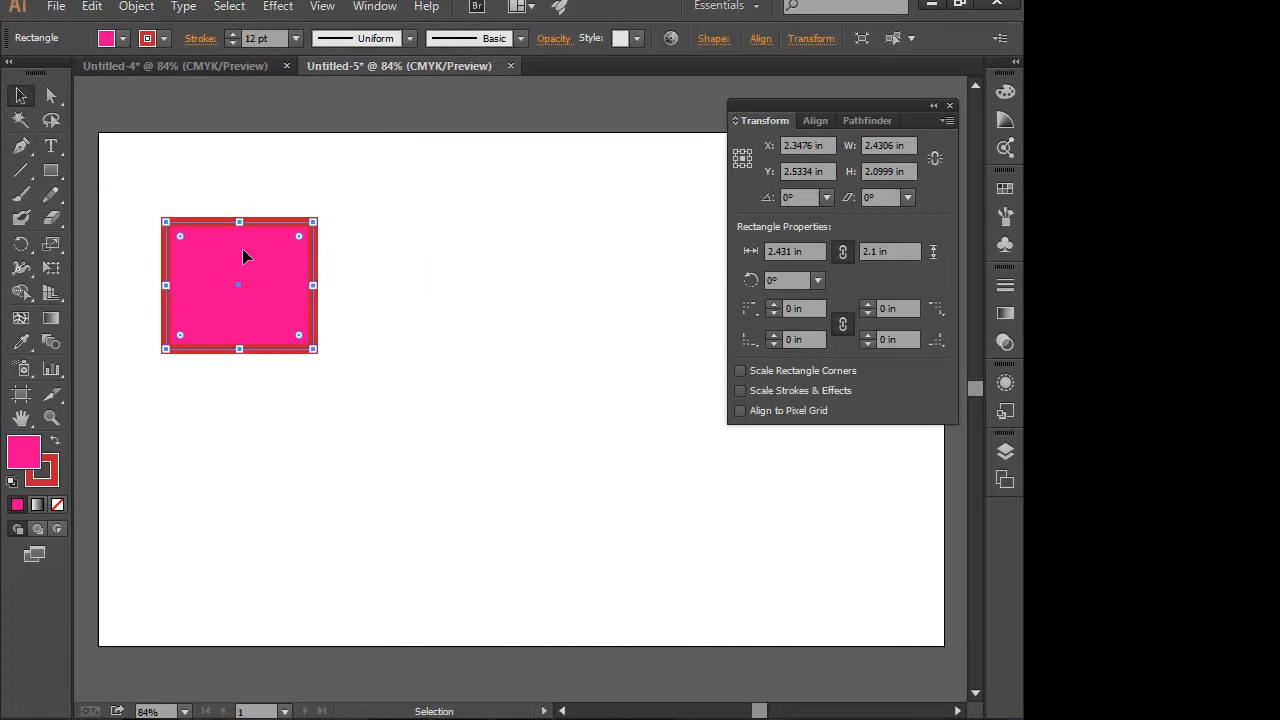 Ai File Edit Object Type Select Effect View Window Help Br Essentials
Rectangle Stroke: 12 pt Uniform Basic Opacity Style: Shape: Align Transform
Untitled-4* @ 84% (CMYK/Preview) × Untitled-5* @ 84% (CMYK/Preview) ×
Transform Align Pathfinder
X: 2.3476 in W: 2.4306 in
Y: 2.5334 in H: 2.0999 in
0° 0°
Rectangle Properties:
2.431 in 2.1 in
0°
0 in 0 in
0 in 0 in
Scale Rectangle Corners
Scale Strokes & Effects
Align to Pixel Grid
84% 1 Selection